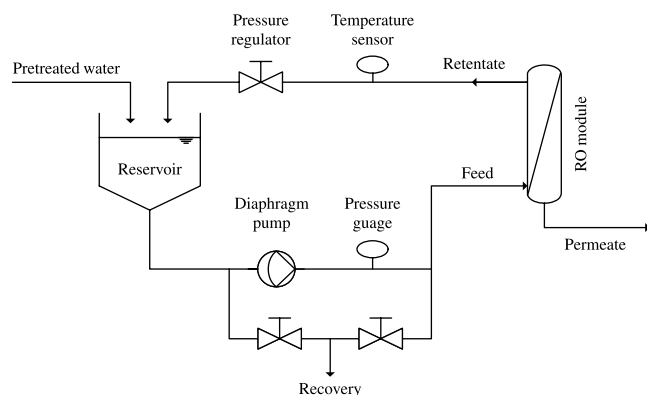 Pressure
regulator
Temperature
sensor
Pretreated water
Retentate
RO module
Reservoir
Feed
Diaphragm
pump
Pressure
guage
Permeate
Recovery